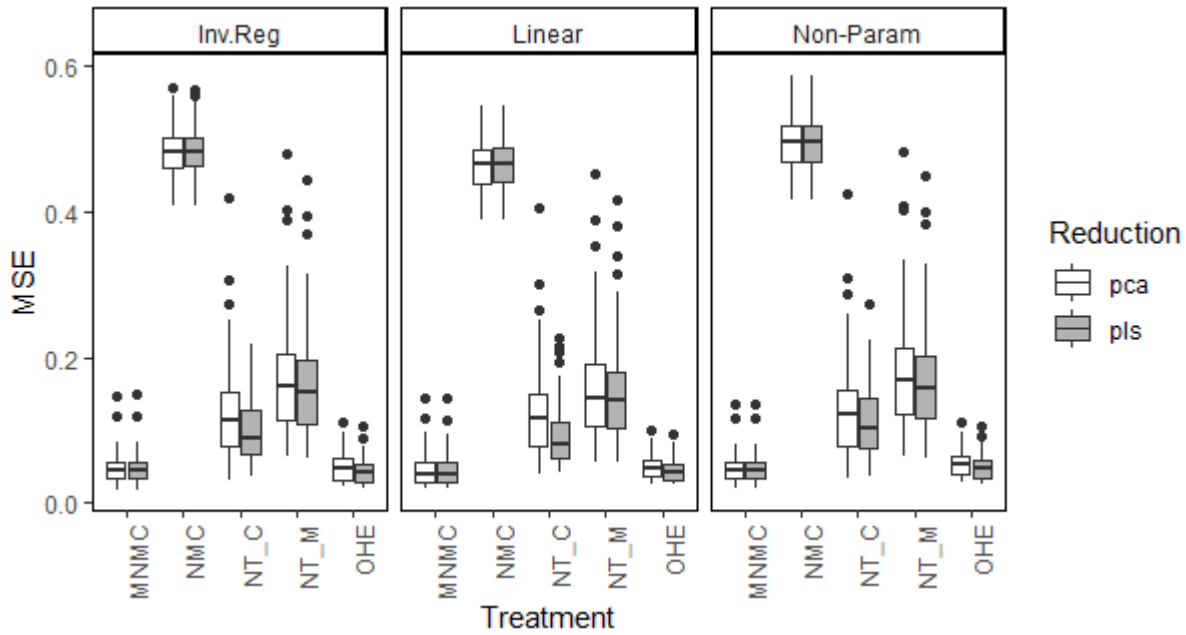 Inv.Reg Linear Non-Param
0.6
0.4
0.2
0.0
MSE
MNMC NMC NT_C NT_M OHE MNMC NMC NT_C NT_M OHE MNMC NMC NT_C NT_M OHE
Treatment
Reduction
pca
pls